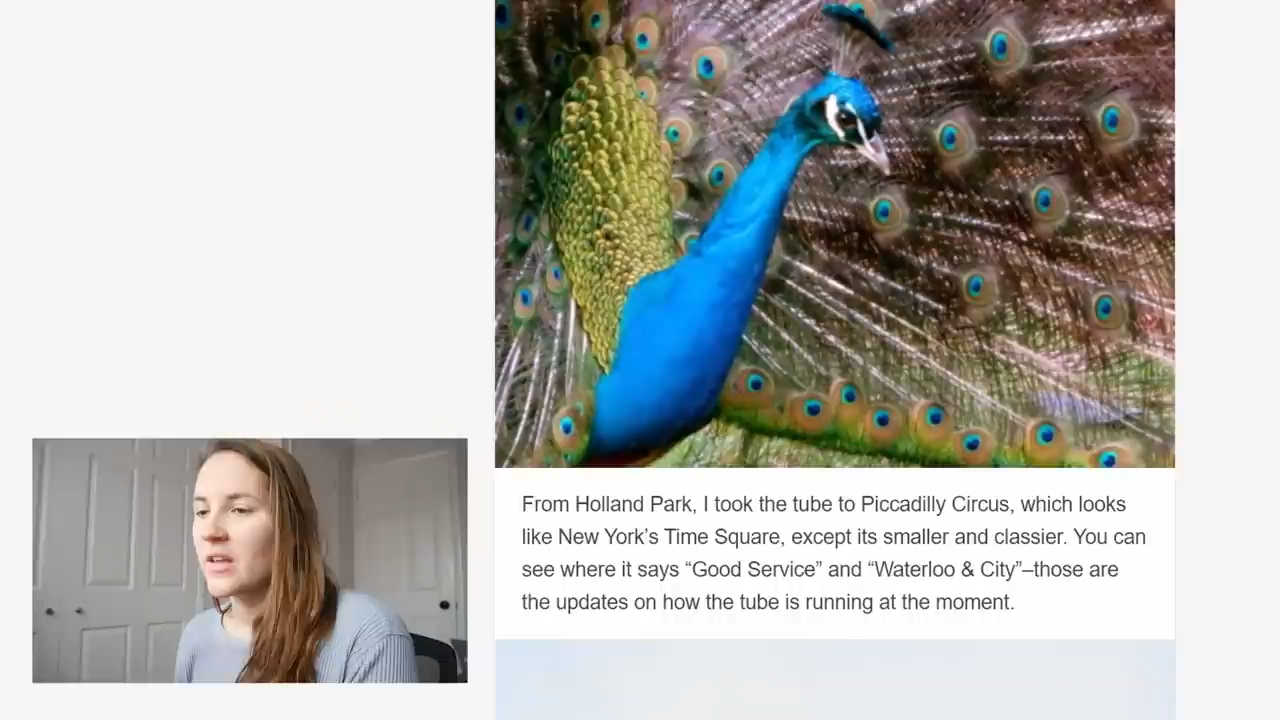 From Holland Park, I took the tube to Piccadilly Circus, which looks
like New York’s Time Square, except its smaller and classier. You can
see where it says “Good Service” and “Waterloo & City”–those are
the updates on how the tube is running at the moment.